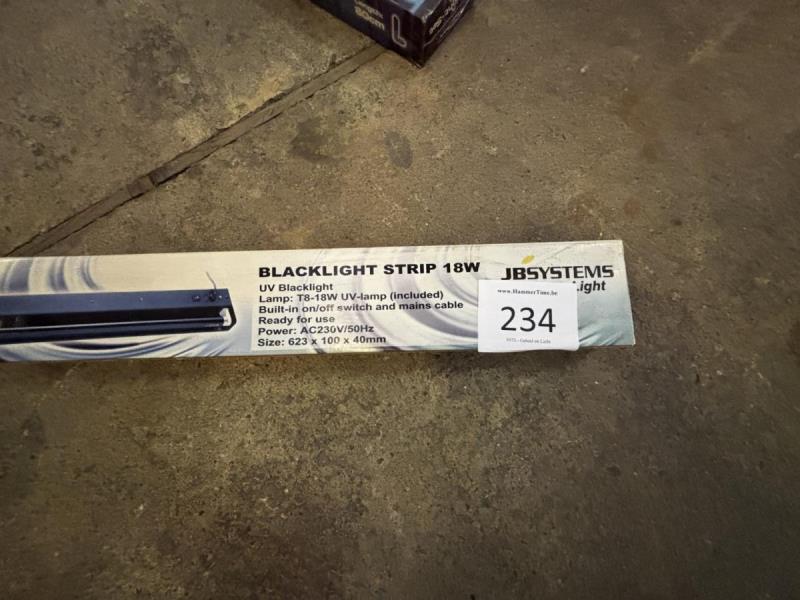 BLACKLIGHT STRIP 18W
UV Blacklight
Lamp: T8-18W UV-lamp (included)
Built-in on/off switch and mains cable
Ready for use
Power: AC230V/50Hz
Size: 623 x 100 x 40mm
JBSYSTEMS
Light
www.HammerTime.be
234